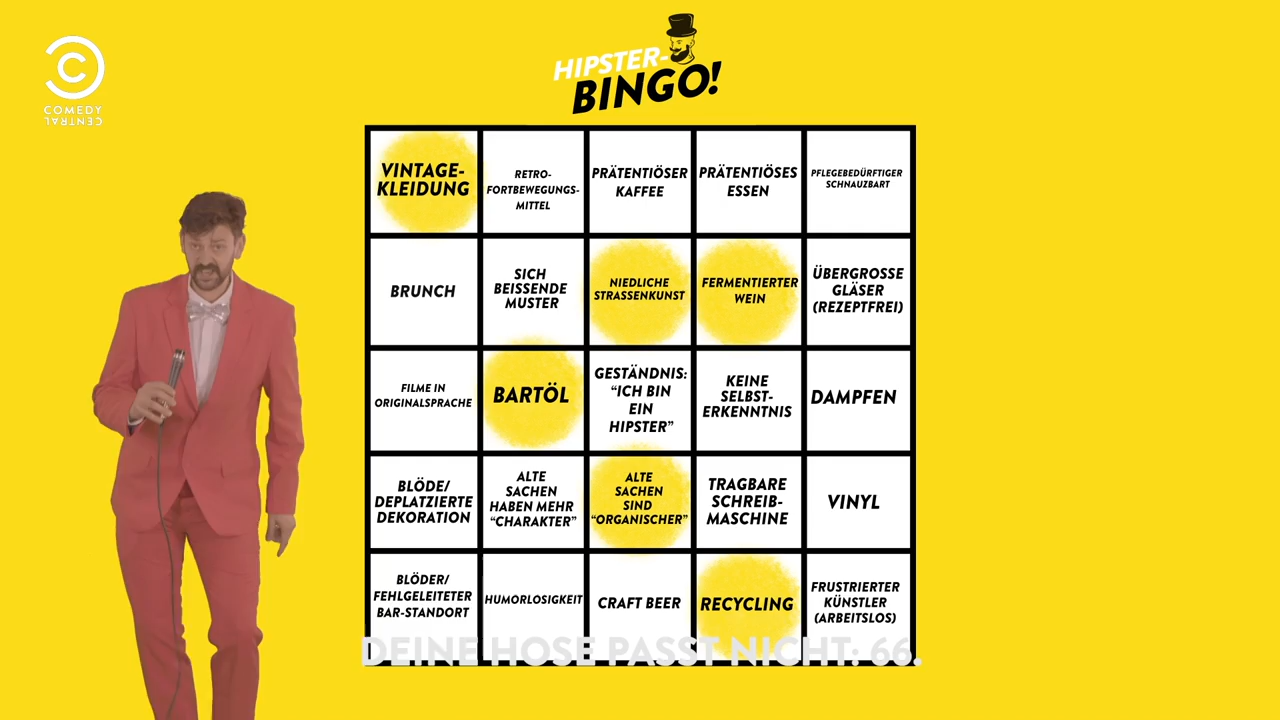 COMEDY
CENTRAL
HIPSTER-
BINGO!
VINTAGE-
KLEIDUNG
RETRO-
FORTBEWEGUNGS-
MITTEL
PRÄTENTIÖSER
KAFFEE
PRÄTENTIÖSES
ESSEN
PFLEGEBEDÜRFTIGER
SCHNAUZBART
BRUNCH
SICH
BEISSENDE
MUSTER
NIEDLICHE
STRASSENKUNST
FERMENTIERTER
WEIN
ÜBERGROSSE
GLÄSER
(REZEPTFREI)
FILME IN
ORIGINALSPRACHE
BARTÖL
GESTÄNDNIS:
“ICH BIN
EIN
HIPSTER”
KEINE
SELBST-
ERKENNTNIS
DAMPFEN
BLÖDE/
DEPLATZIERTE
DEKORATION
ALTE
SACHEN
HABEN MEHR
“CHARAKTER”
ALTE
SACHEN
SIND
“ORGANISCHER”
TRAGBARE
SCHREIB-
MASCHINE
VINYL
BLÖDER/
FEHLGELEITETER
BAR-STANDORT
HUMORLOSIGKEIT
CRAFT BEER
RECYCLING
FRUSTRIERTER
KÜNSTLER
(ARBEITSLOS)
DEINE HOSE PASST NICHT: 66.